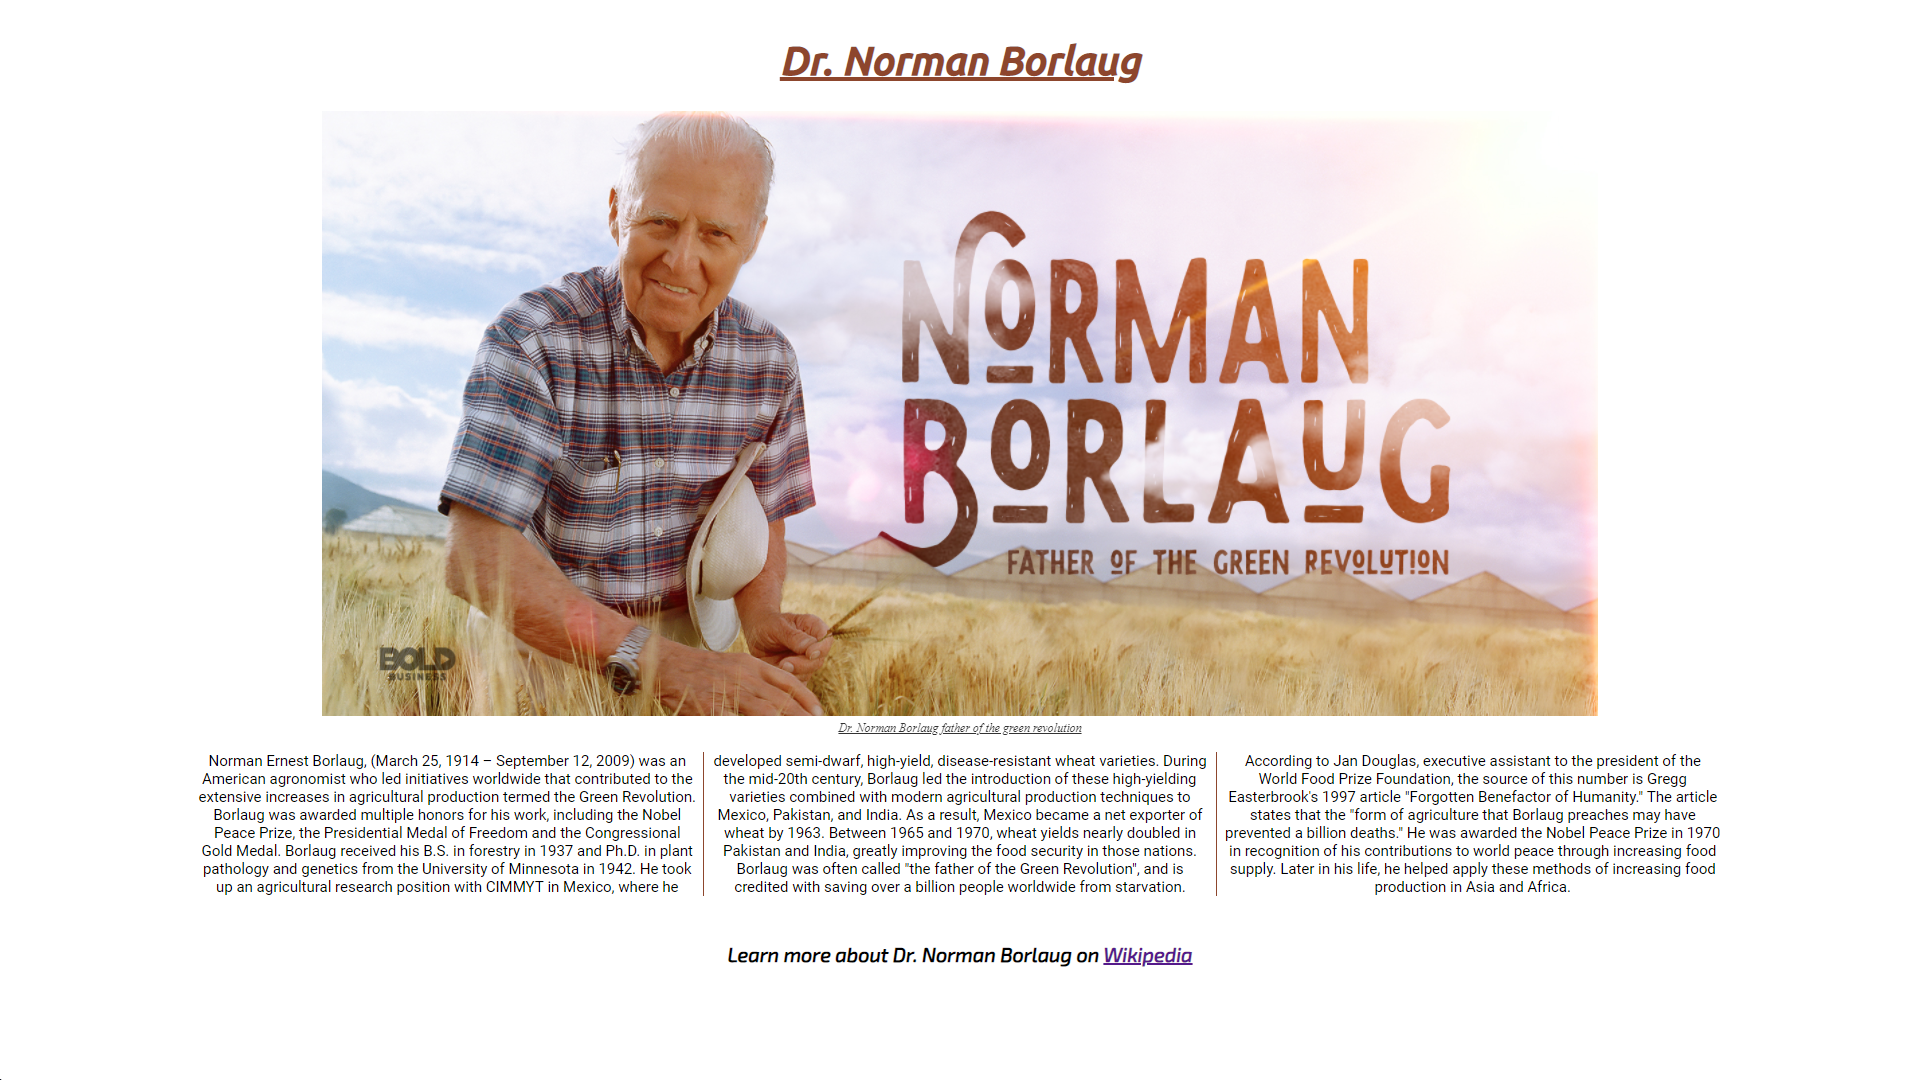 Dr. Norman Borlaug
NORMAN
BORLAUG
FATHER OF THE GREEN REVOLUTION
BOLD
BUSINESS
Dr. Norman Borlaug father of the green revolution
Norman Ernest Borlaug, (March 25, 1914 – September 12, 2009) was an
American agronomist who led initiatives worldwide that contributed to the
extensive increases in agricultural production termed the Green Revolution.
Borlaug was awarded multiple honors for his work, including the Nobel
Peace Prize, the Presidential Medal of Freedom and the Congressional
Gold Medal. Borlaug received his B.S. in forestry in 1937 and Ph.D. in plant
pathology and genetics from the University of Minnesota in 1942. He took
up an agricultural research position with CIMMYT in Mexico, where he
developed semi-dwarf, high-yield, disease-resistant wheat varieties. During
the mid-20th century, Borlaug led the introduction of these high-yielding
varieties combined with modern agricultural production techniques to
Mexico, Pakistan, and India. As a result, Mexico became a net exporter of
wheat by 1963. Between 1965 and 1970, wheat yields nearly doubled in
Pakistan and India, greatly improving the food security in those nations.
Borlaug was often called "the father of the Green Revolution", and is
credited with saving over a billion people worldwide from starvation.
According to Jan Douglas, executive assistant to the president of the
World Food Prize Foundation, the source of this number is Gregg
Easterbrook's 1997 article "Forgotten Benefactor of Humanity." The article
states that the "form of agriculture that Borlaug preaches may have
prevented a billion deaths." He was awarded the Nobel Peace Prize in 1970
in recognition of his contributions to world peace through increasing food
supply. Later in his life, he helped apply these methods of increasing food
production in Asia and Africa.
Learn more about Dr. Norman Borlaug on Wikipedia